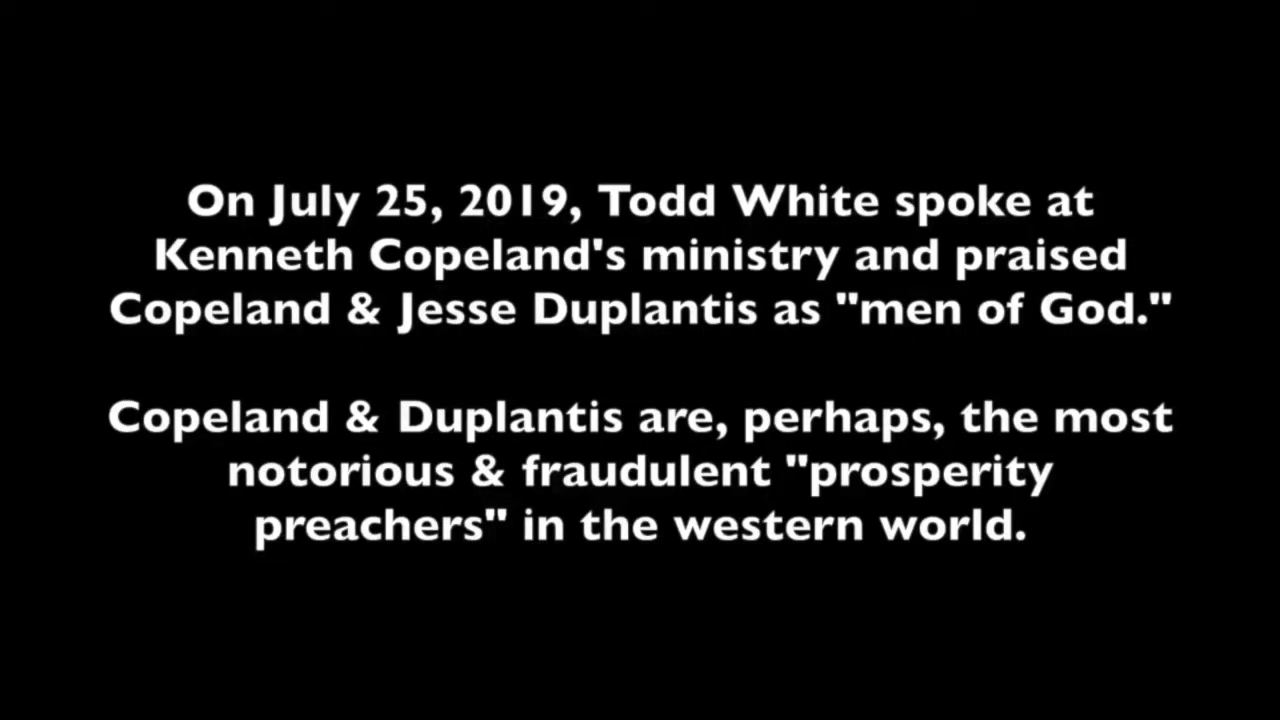 On July 25, 2019, Todd White spoke at
Kenneth Copeland's ministry and praised
Copeland & Jesse Duplantis as "men of God."
Copeland & Duplantis are, perhaps, the most
notorious & fraudulent "prosperity
preachers" in the western world.